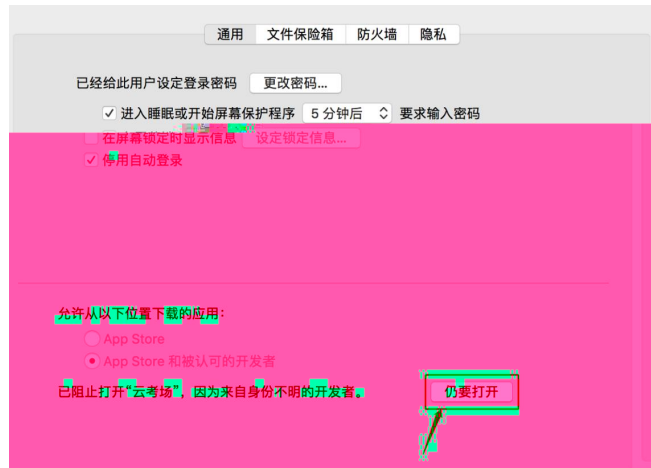 通用 文件保险箱 防火墙 隐私
已经给此用户设定登录密码 更改密码...
进入睡眠或开始屏幕保护程序 5 分钟后 要求输入密码
在屏幕锁定时显示信息 设定锁定信息...
停用自动登录
允许从以下位置下载的应用：
App Store
App Store 和被认可的开发者
已阻止打开“云考场”，因为来自身份不明的开发者。 仍要打开